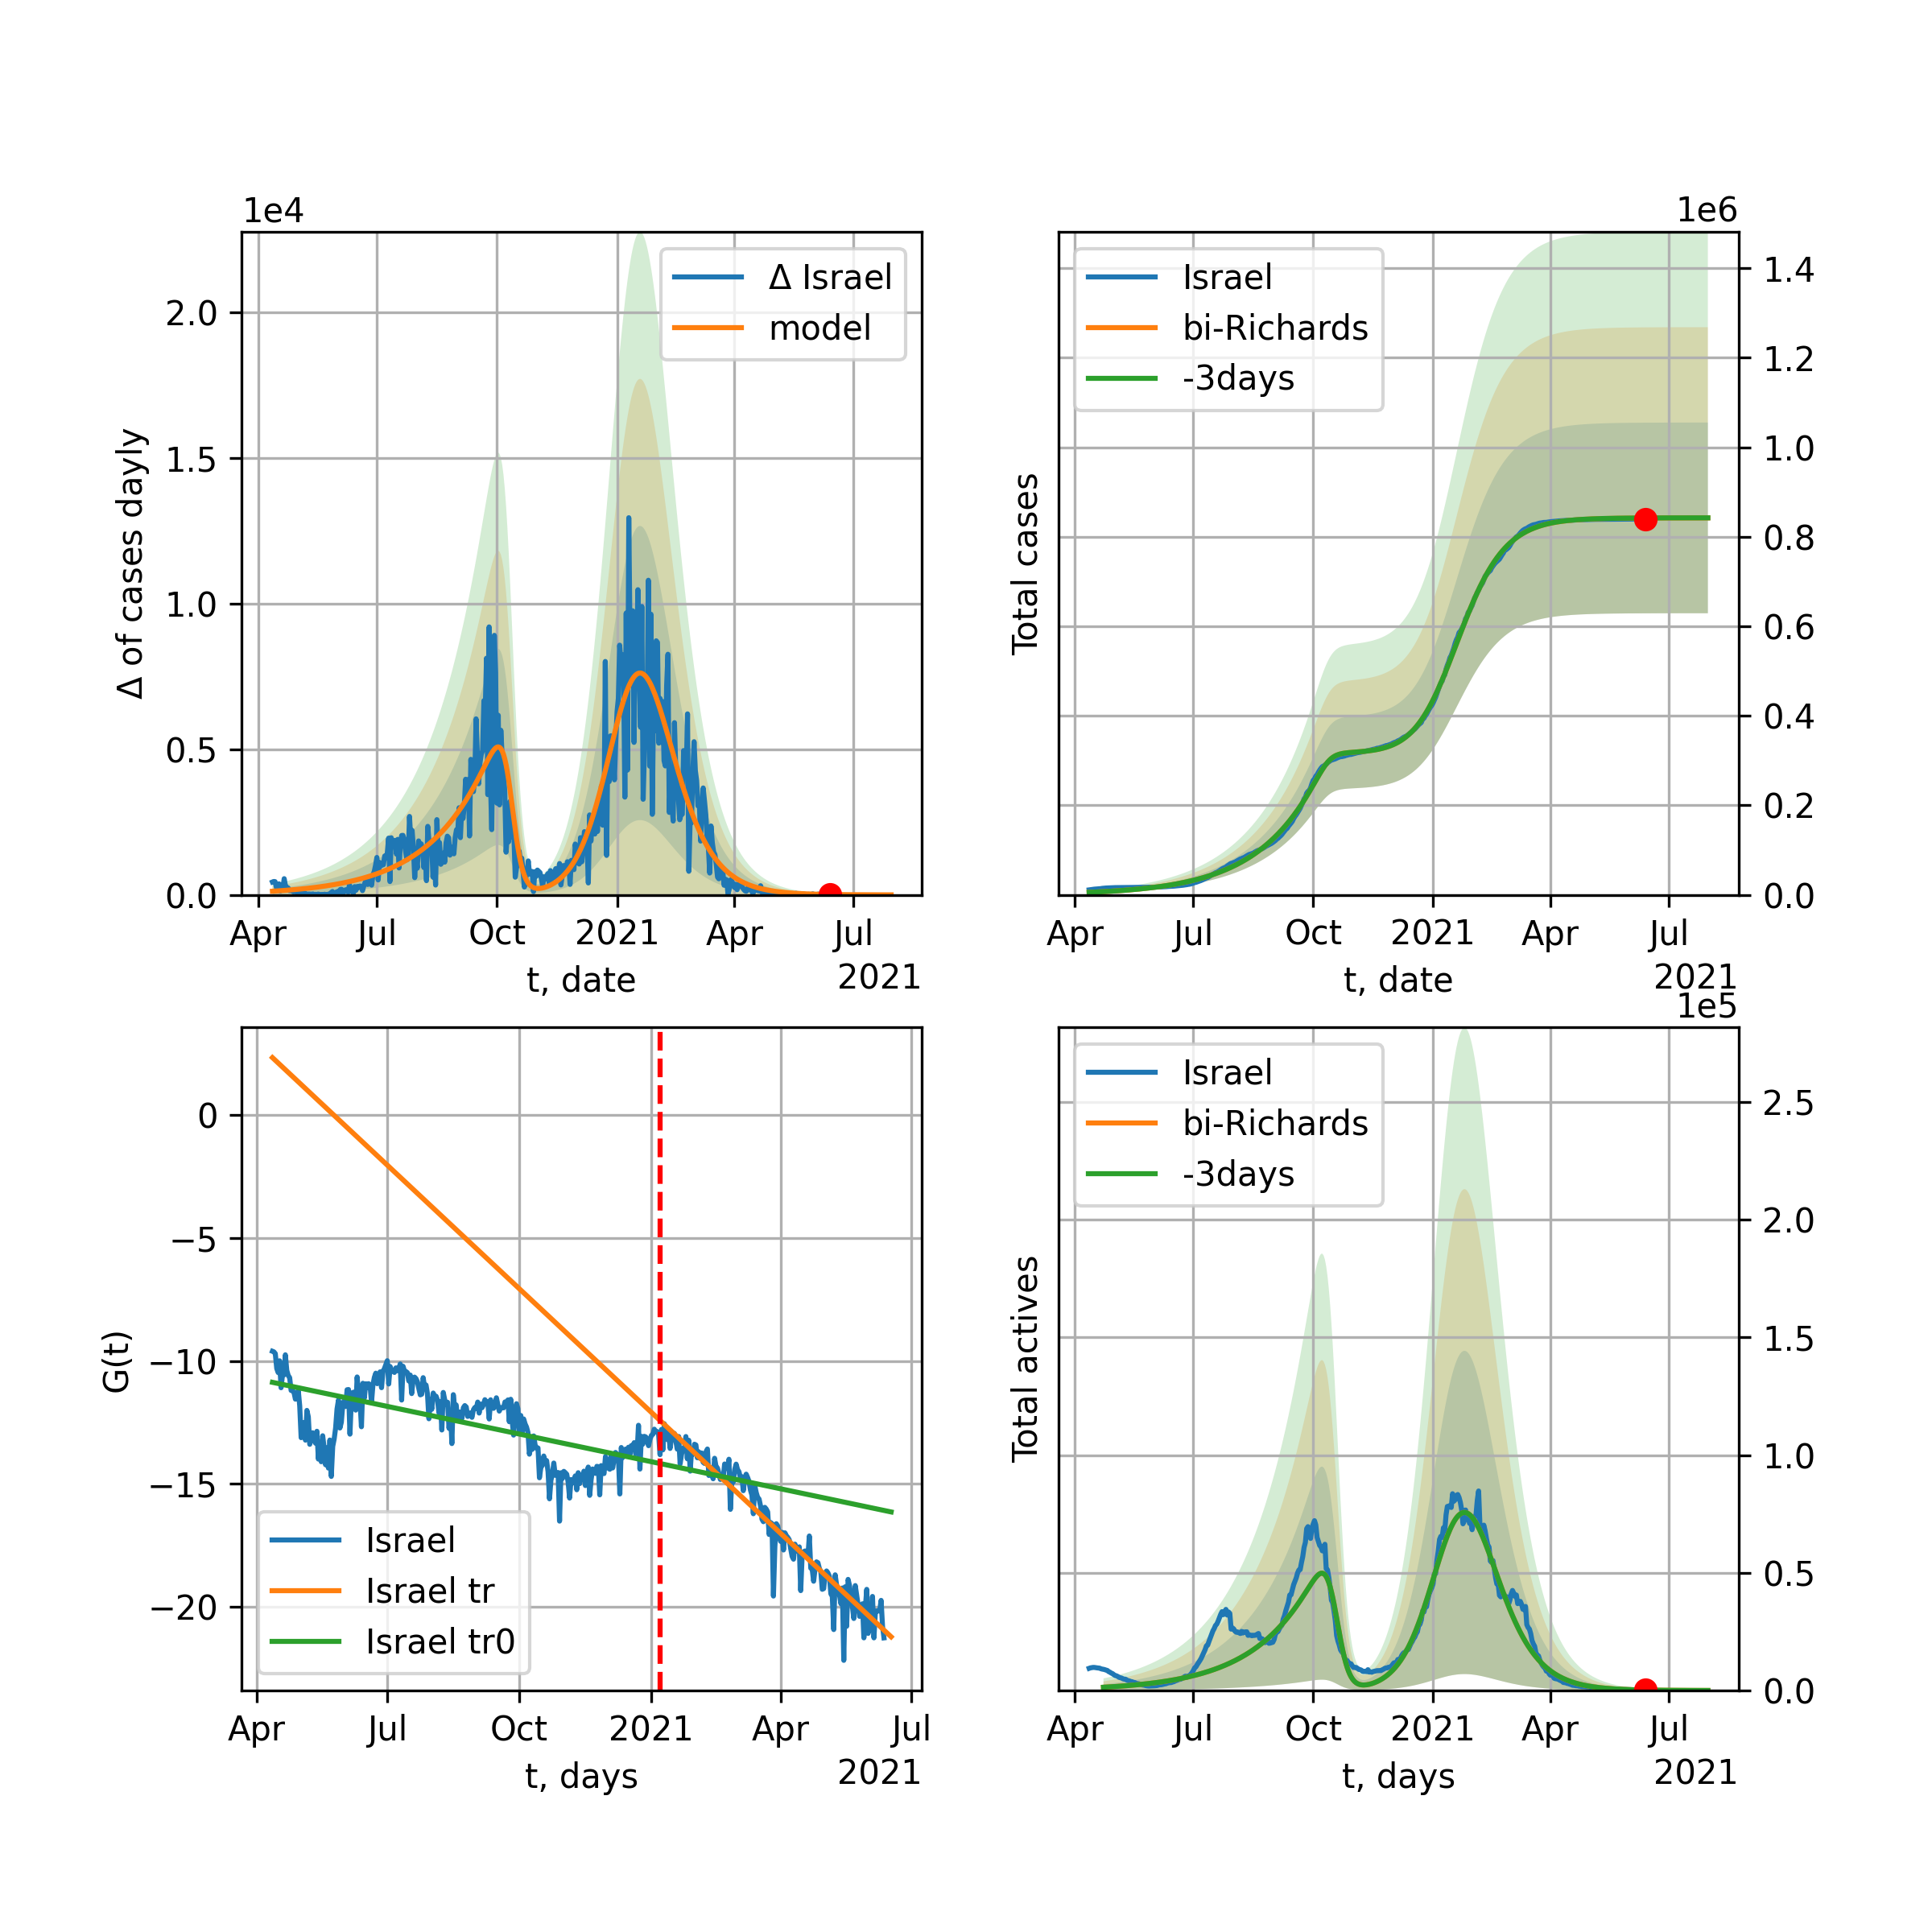 1e4
Δ of cases dayly
2.0
1.5
1.0
0.5
0.0
Δ Israel
model
Apr Jul Oct 2021 Apr Jul
t, date
2021
1e6
Total cases
Israel
bi-Richards
-3days
1.4
1.2
1.0
0.8
0.6
0.4
0.2
0.0
Apr Jul Oct 2021 Apr Jul
t, date
2021
G(t)
0
−5
−10
−15
−20
Israel
Israel tr
Israel tr0
Apr Jul Oct 2021 Apr Jul
t, days
2021
1e5
Total actives
Israel
bi-Richards
-3days
2.5
2.0
1.5
1.0
0.5
0.0
Apr Jul Oct 2021 Apr Jul
t, days
2021